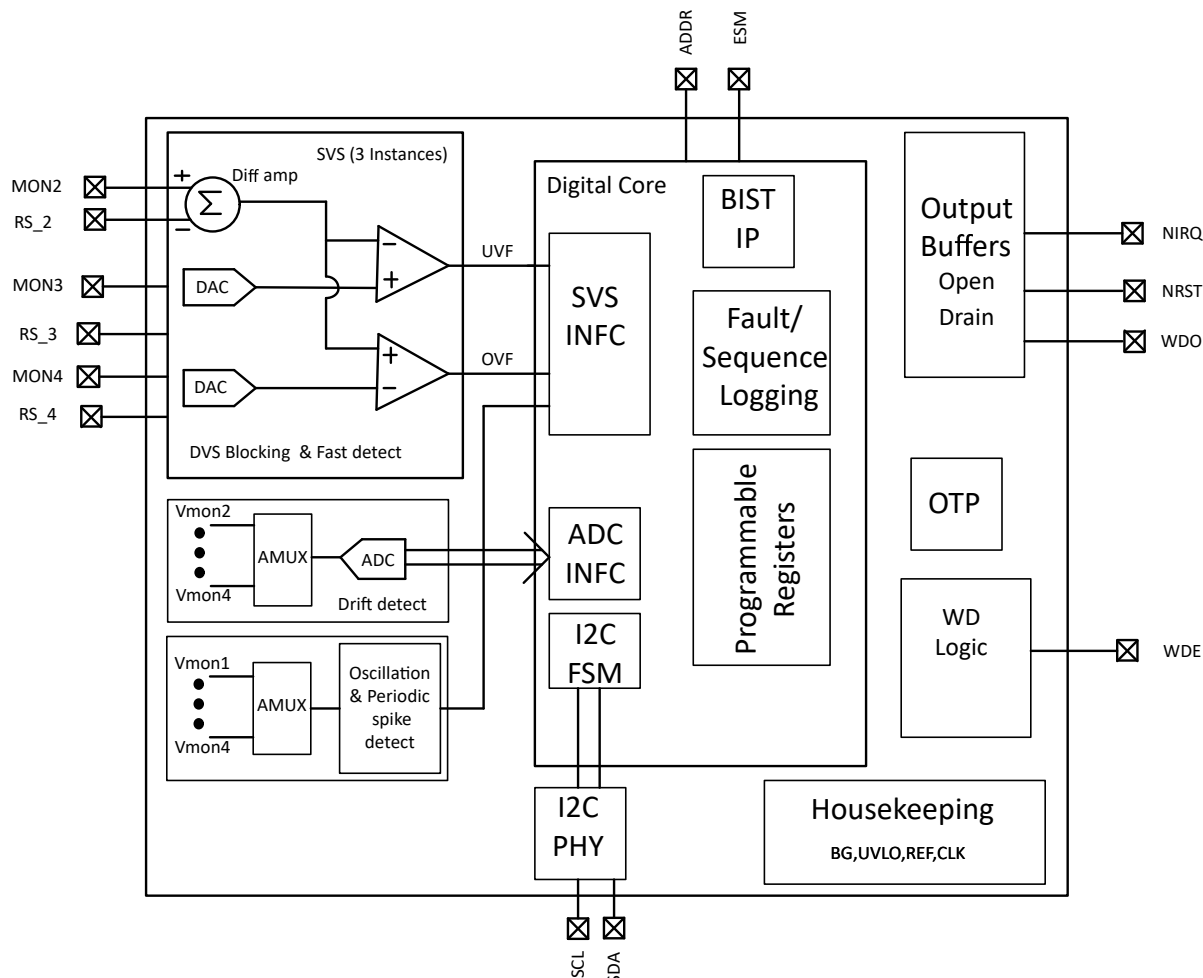 ADDR
ESM
SVS (3 Instances)
MON2
+
Diff amp
Σ
RS_2
−
MON3
DAC
−
+
UVF
RS_3
MON4
DAC
+
−
OVF
RS_4
DVS Blocking & Fast detect
Digital Core
BIST
IP
SVS
INFC
Fault/
Sequence
Logging
Programmable
Registers
ADC
INFC
I2C
FSM
Output
Buffers
Open
Drain
NIRQ
NRST
WDO
OTP
WD
Logic
WDE
Vmon2
AMUX
ADC
Vmon4
Drift detect
Vmon1
AMUX
Vmon4
Oscillation
& Periodic
spike
detect
I2C
PHY
Housekeeping
BG,UVLO,REF,CLK
SCL
SDA